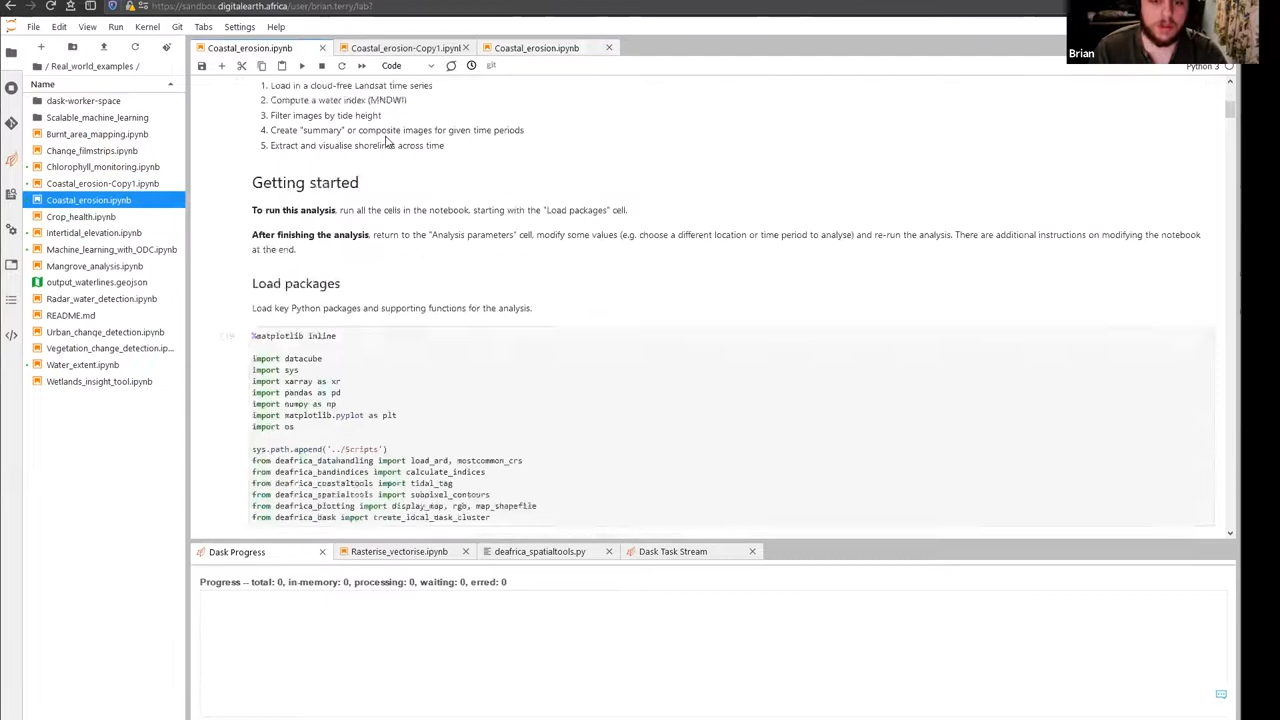 https://sandbox.digitalearth.africa/user/brian.terry/lab?
File Edit View Run Kernel Git Tabs Settings Help
Brian
Coastal_erosion.ipynb
Coastal_erosion-Copy1.ipynb
Coastal_erosion.ipynb
Code
git
Python 3
/ Real_world_examples /
Name
dask-worker-space
Scalable_machine_learning
Burnt_area_mapping.ipynb
Change_filmstrips.ipynb
Chlorophyll_monitoring.ipynb
Coastal_erosion-Copy1.ipynb
Coastal_erosion.ipynb
Crop_health.ipynb
Intertidal_elevation.ipynb
Machine_learning_with_ODC.ipynb
Mangrove_analysis.ipynb
output_waterlines.geojson
Radar_water_detection.ipynb
README.md
Urban_change_detection.ipynb
Vegetation_change_detection.ip...
Water_extent.ipynb
Wetlands_insight_tool.ipynb
1. Load in a cloud-free Landsat time series
2. Compute a water index (MNDWI)
3. Filter images by tide height
4. Create "summary" or composite images for given time periods
5. Extract and visualise shorelines across time
Getting started
To run this analysis, run all the cells in the notebook, starting with the "Load packages" cell.
After finishing the analysis, return to the "Analysis parameters" cell, modify some values (e.g. choose a different location or time period to analyse) and re-run the analysis. There are additional instructions on modifying the notebook
at the end.
Load packages
Load key Python packages and supporting functions for the analysis.
%matplotlib inline
import datacube
import sys
import xarray as xr
import pandas as pd
import numpy as np
import matplotlib.pyplot as plt
import os
sys.path.append('../Scripts')
from deafrica_datahandling import load_ard, mostcommon_crs
from deafrica_bandindices import calculate_indices
from deafrica_coastaltools import tidal_tag
from deafrica_spatialtools import subpixel_contours
from deafrica_plotting import display_map, rgb, map_shapefile
from deafrica_dask import create_local_dask_cluster
Dask Progress
Rasterise_vectorise.ipynb
deafrica_spatialtools.py
Dask Task Stream
Progress -- total: 0, in-memory: 0, processing: 0, waiting: 0, erred: 0